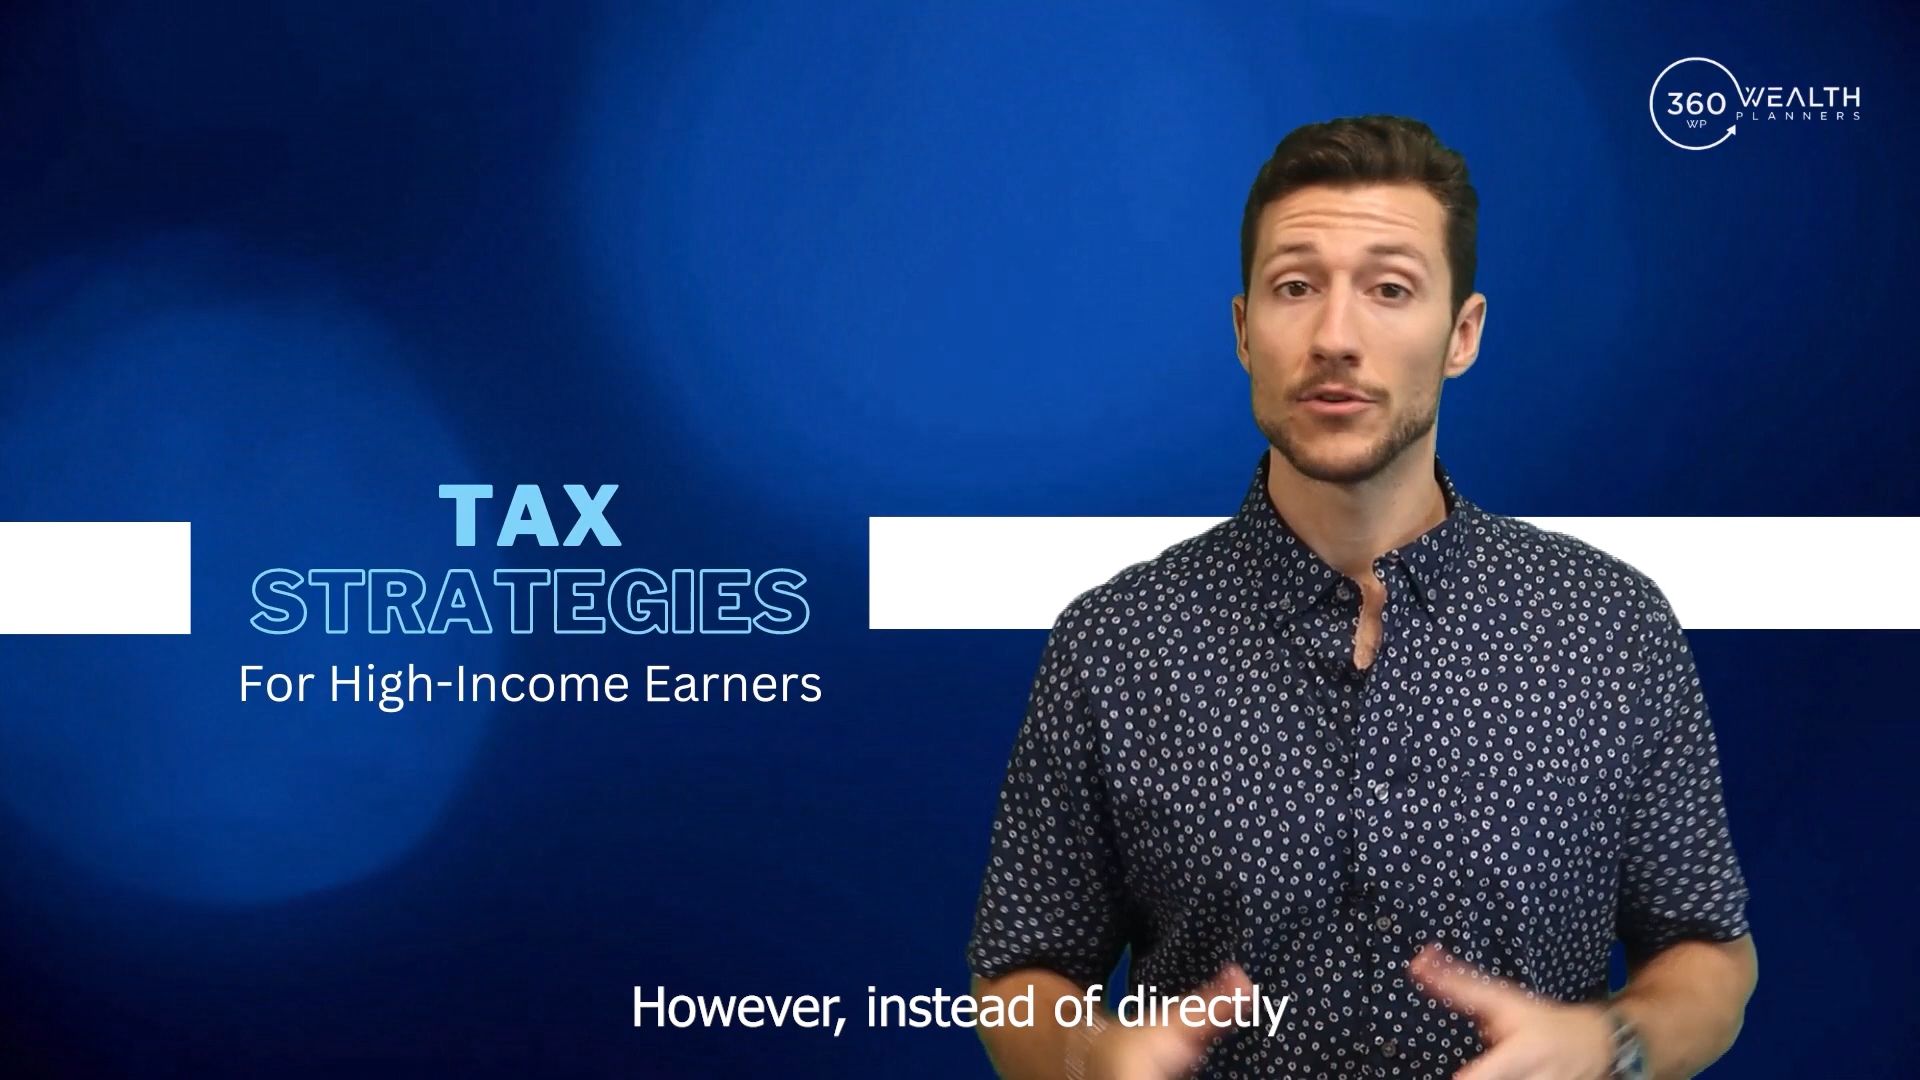 360
WP
WEALTH
PLANNERS
TAX
STRATEGIES
For High-Income Earners
However, instead of directly